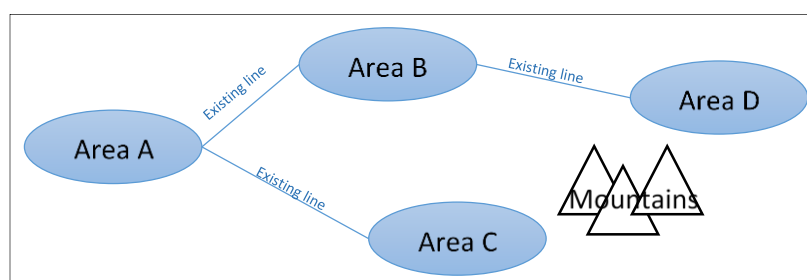 Area A
Existing line
Area B
Existing line
Area D
Existing line
Area C
Mountains